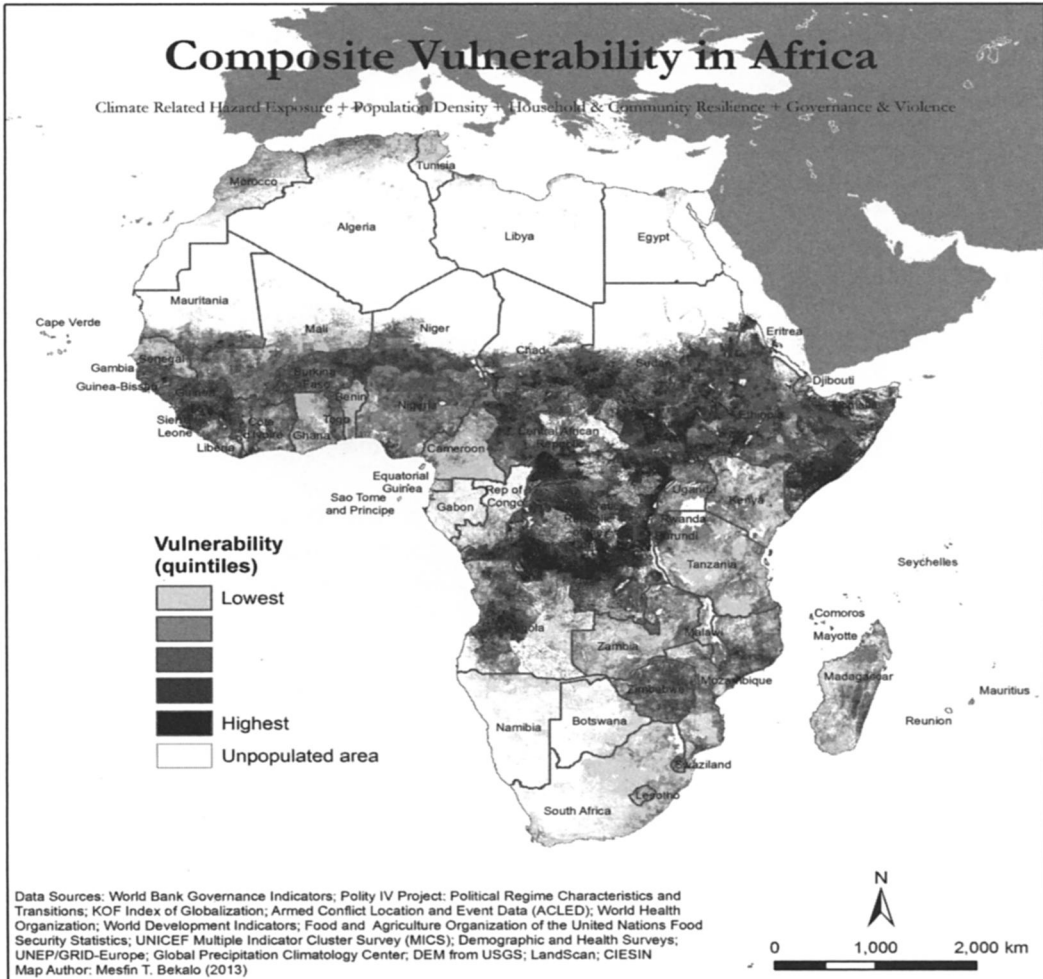 Composite Vulnerability in Africa
Climate Related Hazard Exposure + Population Density + Household & Community Resilience + Governance & Violence
Tunisia
Morocco
Algeria
Libya
Egypt
Mauritania
Cape Verde
Mali
Niger
Eritrea
Chad
Sudan
Senegal
Gambia
Djibouti
Guinea-Bissau
Guinea
Burkina
Faso
Benin
Nigeria
Ethiopia
Sierra
Leone
Cote
Togo
Ghana
Liberia
Central African
Cameroon
Equatorial
Guinea
Sao Tome
and Principe
Gabon
Rep of
Congo
Uganda
Kenya
Rwanda
Burundi
Tanzania
Seychelles
Comoros
Mayotte
Malawi
Zambia
Mozambique
Zimbabwe
Madagascar
Mauritius
Reunion
Namibia
Botswana
Swaziland
Lesotho
South Africa
Vulnerability
(quintiles)
Lowest
Highest
Unpopulated area
Data Sources: World Bank Governance Indicators; Polity IV Project: Political Regime Characteristics and
Transitions; KOF Index of Globalization; Armed Conflict Location and Event Data (ACLED); World Health
Organization; World Development Indicators; Food and Agriculture Organization of the United Nations Food
Security Statistics; UNICEF Multiple Indicator Cluster Survey (MICS); Demographic and Health Surveys;
UNEP/GRID-Europe; Global Precipitation Climatology Center; DEM from USGS; LandScan; CIESIN
Map Author: Mesfin T. Bekalo (2013)
N
0 1,000 2,000 km